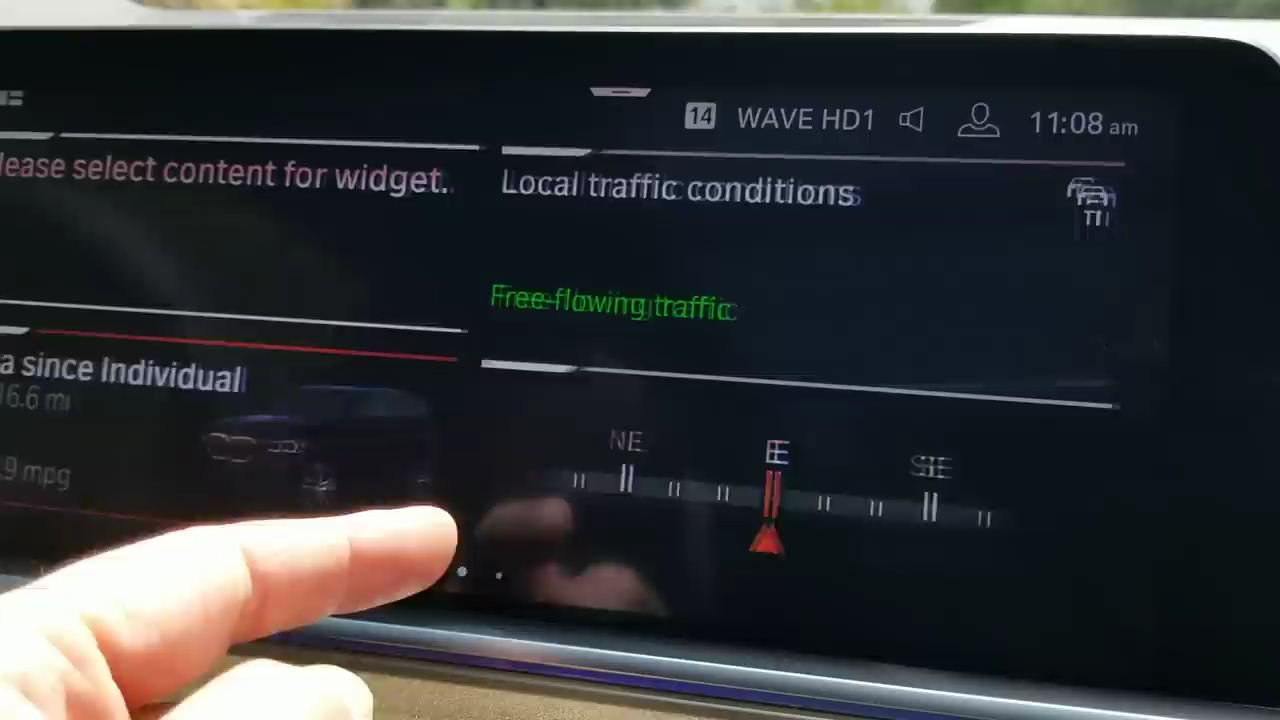 14 WAVE HD1 11:08 am
lease select content for widget.
Local traffic conditions
Free-flowing traffic
a since Individual
6.6 mi
.9 mpg
NE E SE